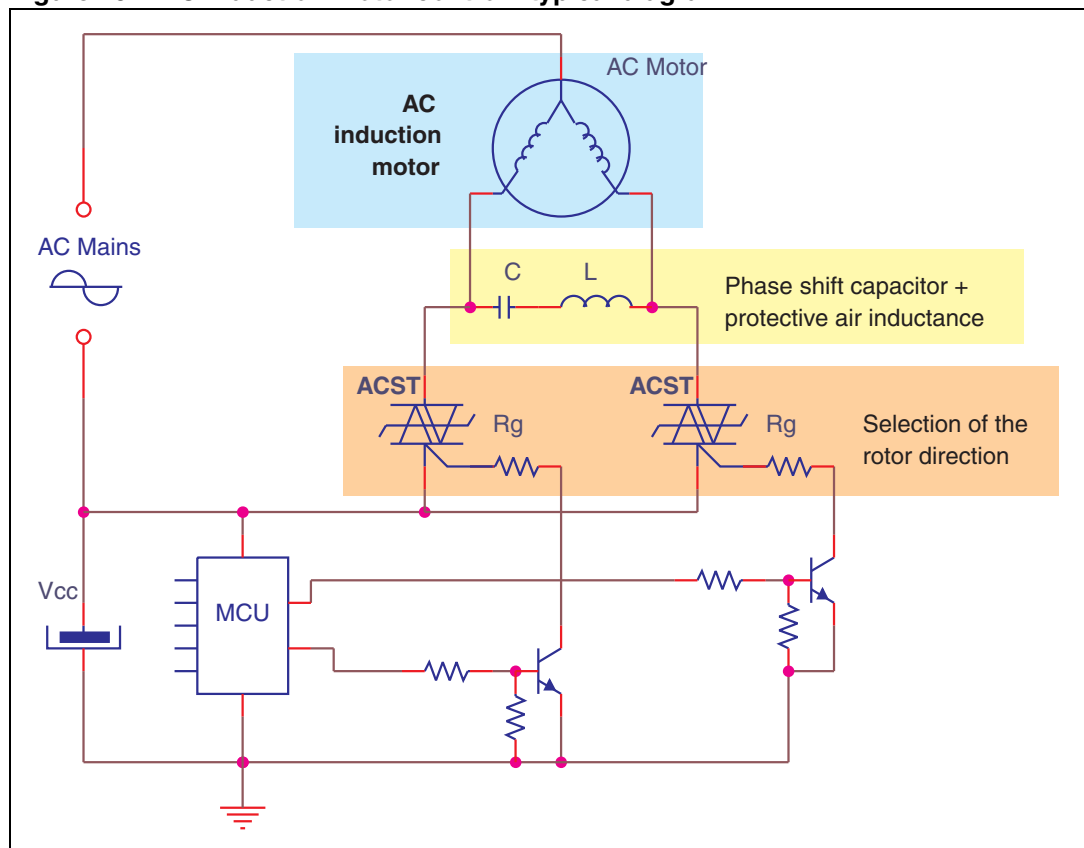 AC Motor
AC
induction
motor
AC Mains
C
L
Phase shift capacitor +
protective air inductance
ACST
Rg
ACST
Rg
Selection of the
rotor direction
Vcc
MCU